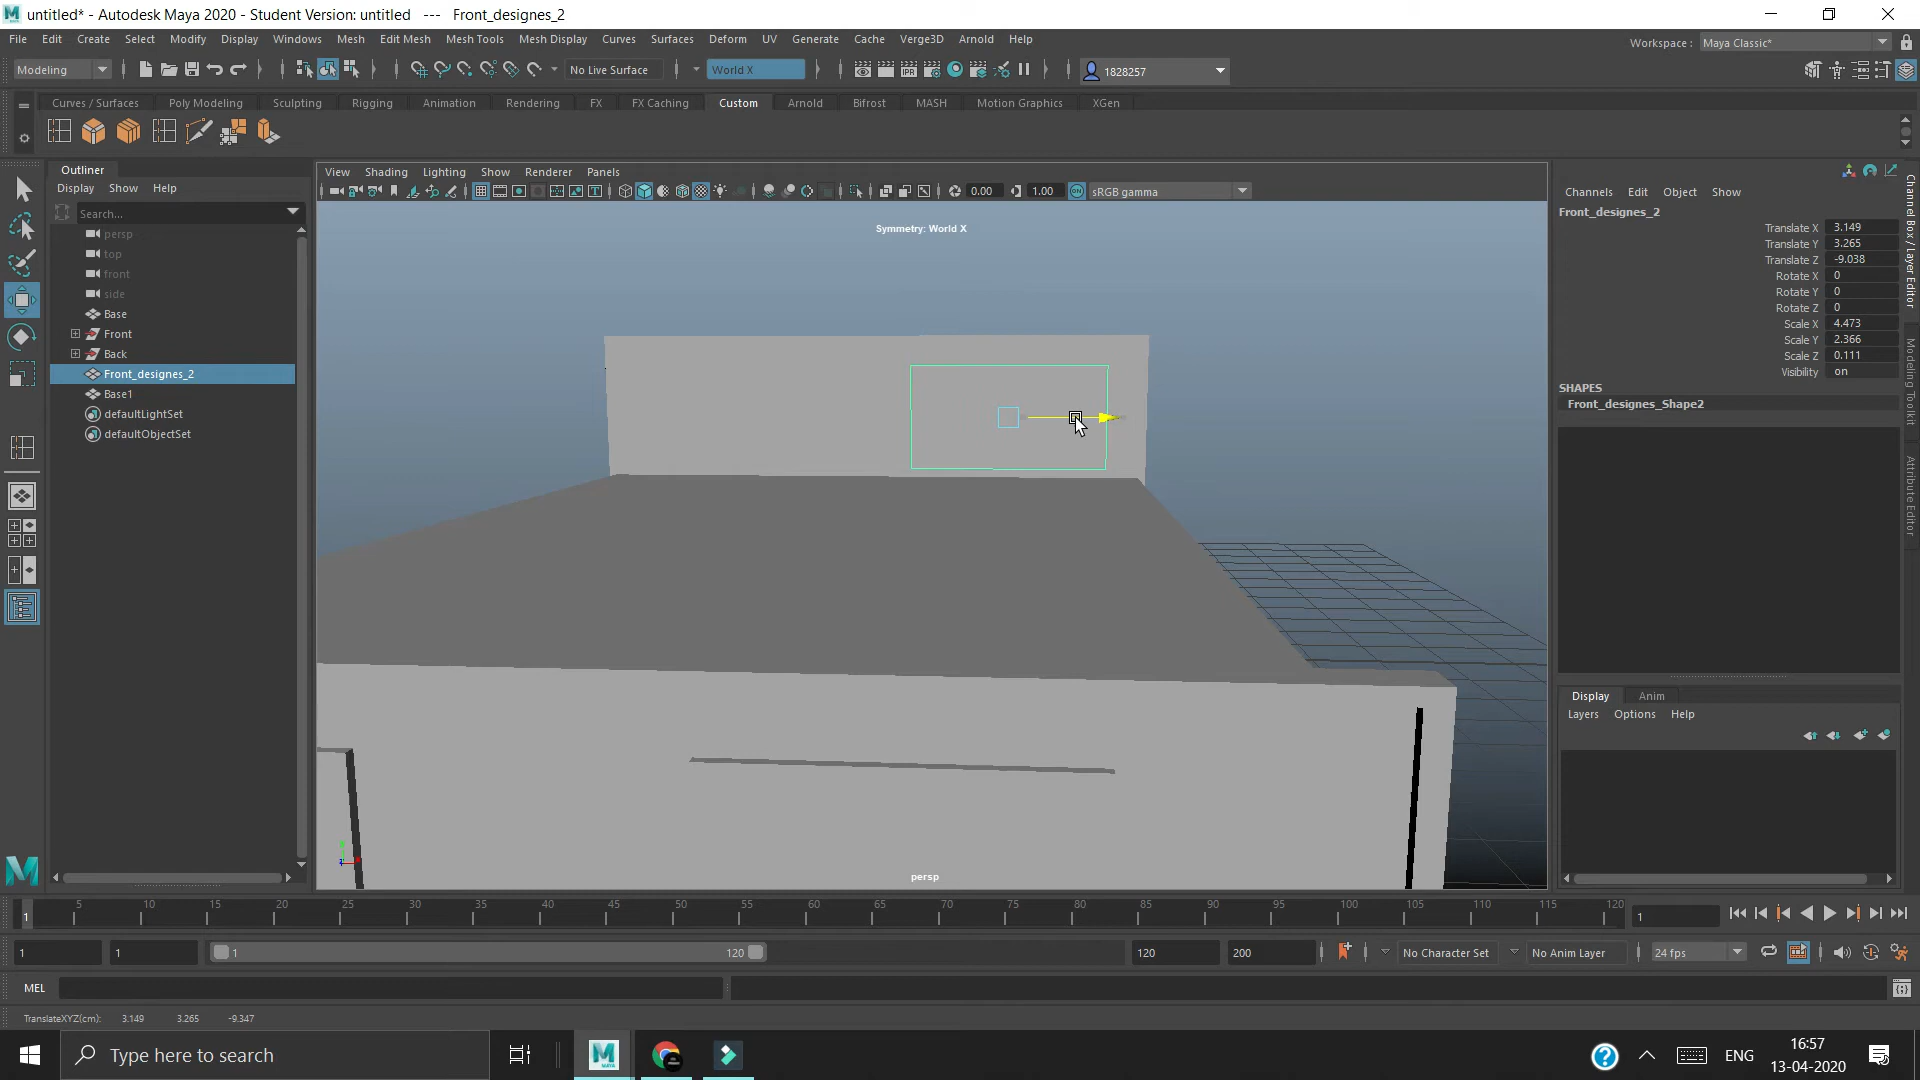 untitled* - Autodesk Maya 2020 - Student Version: untitled   ---   Front_designes_2
File Edit Create Select Modify Display Windows Mesh Edit Mesh Mesh Tools Mesh Display Curves Surfaces Deform UV Generate Cache Verge3D Arnold Help
Workspace : Maya Classic*
Modeling No Live Surface World X 1828257
Curves / Surfaces Poly Modeling Sculpting Rigging Animation Rendering FX FX Caching Custom Arnold Bifrost MASH Motion Graphics XGen
IPR
Outliner
Display Show Help
Search...
persp
top
front
side
Base
Front
Back
Front_designes_2
Base1
defaultLightSet
defaultObjectSet
View Shading Lighting Show Renderer Panels
0.00 1.00 ON sRGB gamma
Symmetry: World X
persp
Channels Edit Object Show
Front_designes_2
Translate X 3.149
Translate Y 3.265
Translate Z -9.038
Rotate X 0
Rotate Y 0
Rotate Z 0
Scale X 4.473
Scale Y 2.366
Scale Z 0.111
Visibility on
SHAPES
Front_designes_Shape2
Channel Box / Layer Editor
Modeling Toolkit
Attribute Editor
Display Anim
Layers Options Help
1 5 10 15 20 25 30 35 40 45 50 55 60 65 70 75 80 85 90 95 100 105 110 115 120 1
1 1 1 120 120 200 No Character Set No Anim Layer 24 fps
MEL
TranslateXYZ(cm): 3.149 3.265 -9.347
Type here to search
ENG
16:57
13-04-2020